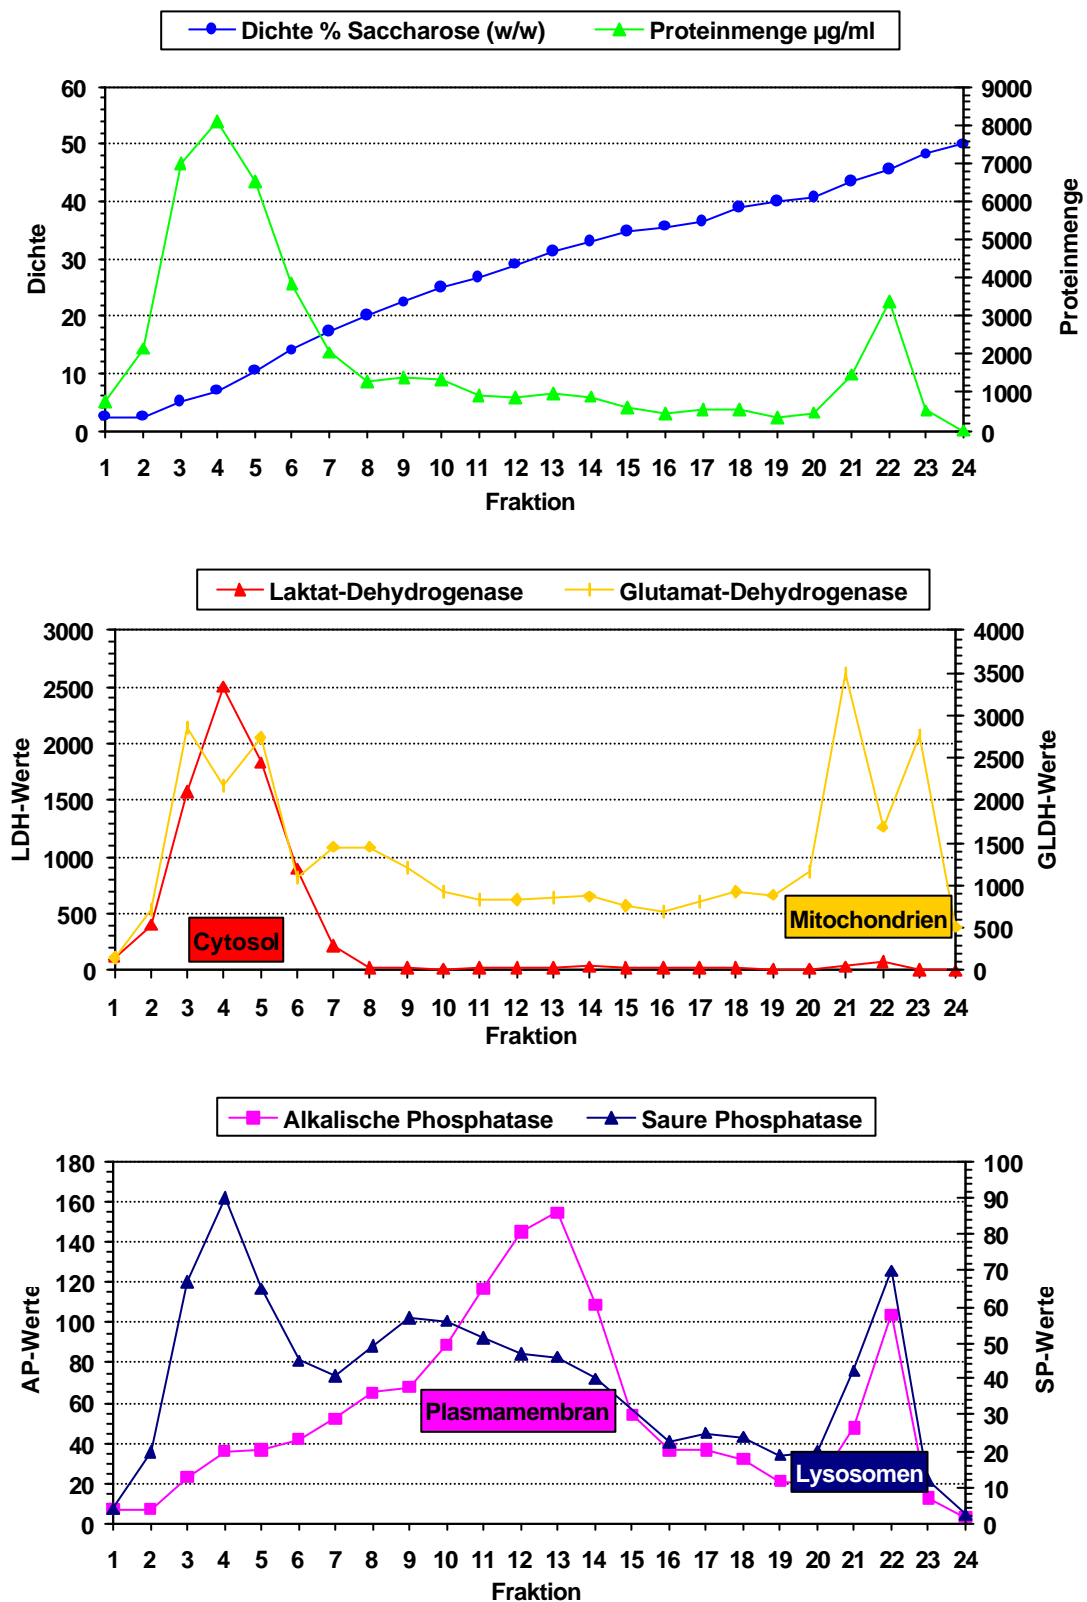 Dichte % Saccharose (w/w) Proteinmenge µg/ml
60 9000
8000
50
7000
40 6000
5000
30
4000
20 3000
2000
10
1000
0 0
Dichte
Proteinmenge
1 2 3 4 5 6 7 8 9 10 11 12 13 14 15 16 17 18 19 20 21 22 23 24
Fraktion
Laktat-Dehydrogenase Glutamat-Dehydrogenase
3000 4000
3500
2500
3000
2000
2500
1500 2000
1500
1000
1000
500
500
0 0
LDH-Werte
GLDH-Werte
Cytosol
Mitochondrien
1 2 3 4 5 6 7 8 9 10 11 12 13 14 15 16 17 18 19 20 21 22 23 24
Fraktion
Alkalische Phosphatase Saure Phosphatase
180 100
160 90
140 80
120 70
60
100
50
80
40
60
30
40 20
20 10
0 0
AP-Werte
SP-Werte
Plasmamembran
Lysosomen
1 2 3 4 5 6 7 8 9 10 11 12 13 14 15 16 17 18 19 20 21 22 23 24
Fraktion